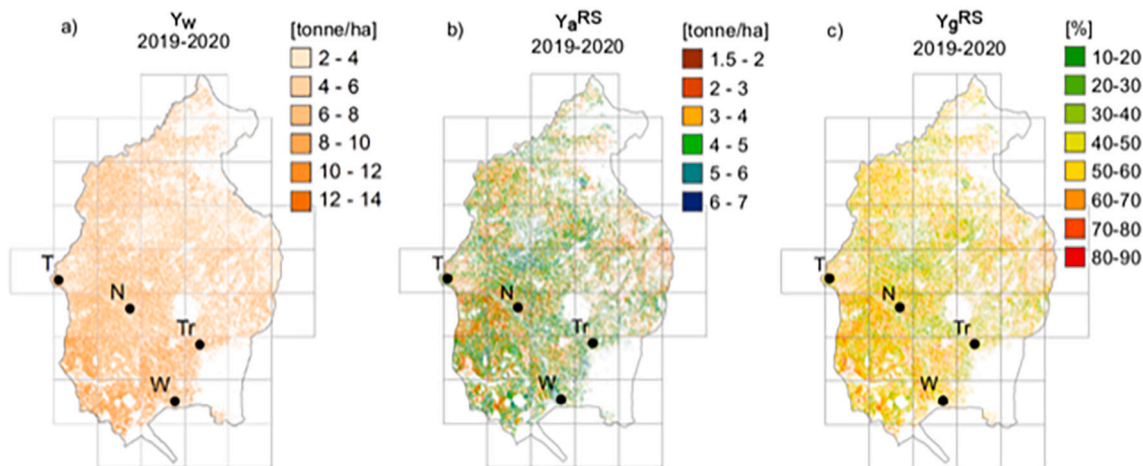 a)
Yw
2019-2020
[tonne/ha]
2 - 4
4 - 6
6 - 8
8 - 10
10 - 12
12 - 14
T
N
Tr
W
b)
YaRS
2019-2020
[tonne/ha]
1.5 - 2
2 - 3
3 - 4
4 - 5
5 - 6
6 - 7
T
N
Tr
W
c)
YgRS
2019-2020
[%]
10-20
20-30
30-40
40-50
50-60
60-70
70-80
80-90
T
N
Tr
W